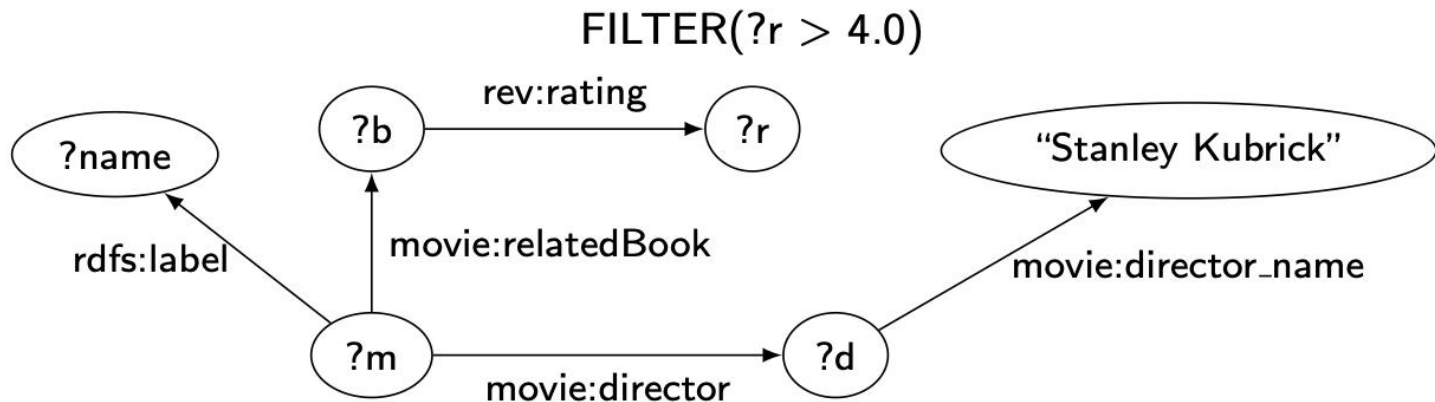 FILTER(?r > 4.0)
rev:rating
?name
?b
?r
“Stanley Kubrick”
rdfs:label
movie:relatedBook
movie:director_name
?m
?d
movie:director